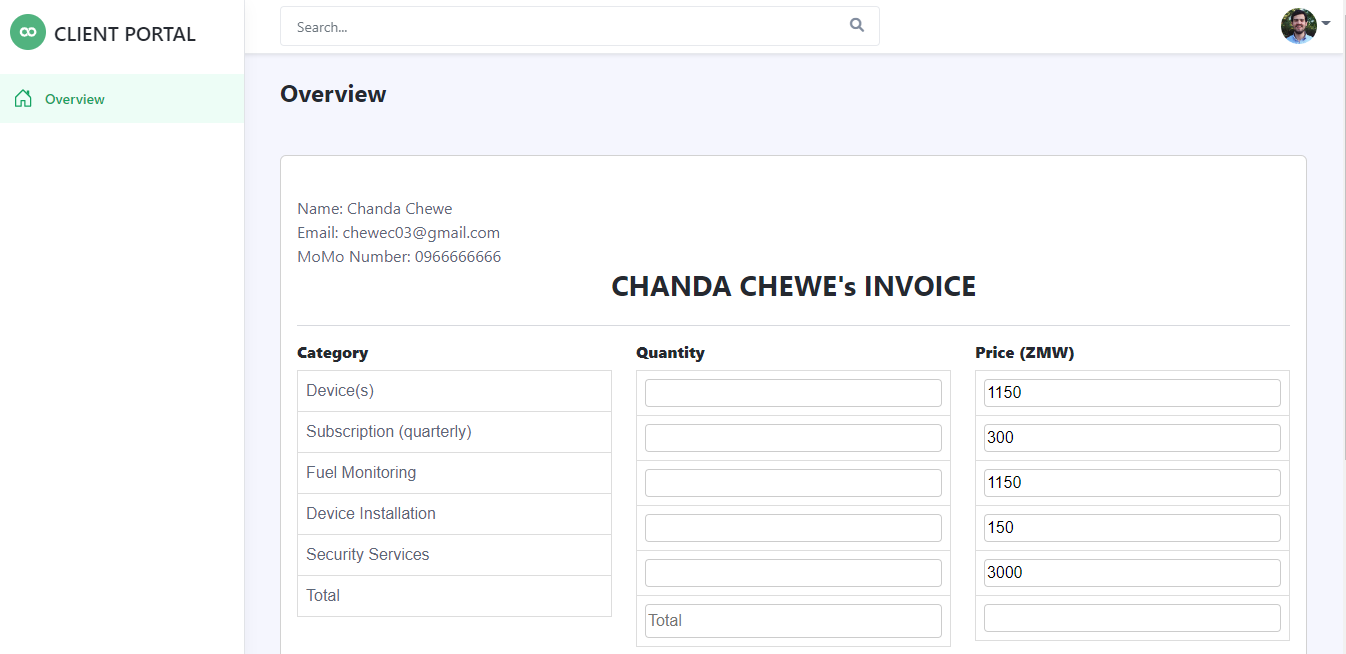 CLIENT PORTAL
Search...
Overview
Overview
Name: Chanda Chewe
Email: chewec03@gmail.com
MoMo Number: 0966666666
CHANDA CHEWE's INVOICE
Category Quantity Price (ZMW)
Device(s) 1150
Subscription (quarterly) 300
Fuel Monitoring 1150
Device Installation 150
Security Services 3000
Total Total